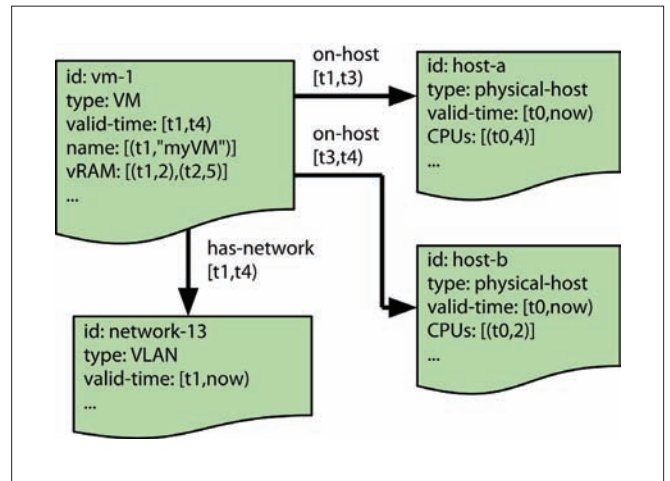 id: vm-1
type: VM
valid-time: [t1,t4)
name: [(t1,"myVM")]
vRAM: [(t1,2),(t2,5)]
...
on-host
[t1,t3)
id: host-a
type: physical-host
valid-time: [t0,now)
CPUs: [(t0,4)]
...
on-host
[t3,t4)
has-network
[t1,t4)
id: host-b
type: physical-host
valid-time: [t0,now)
CPUs: [(t0,2)]
...
id: network-13
type: VLAN
valid-time: [t1,now)
...